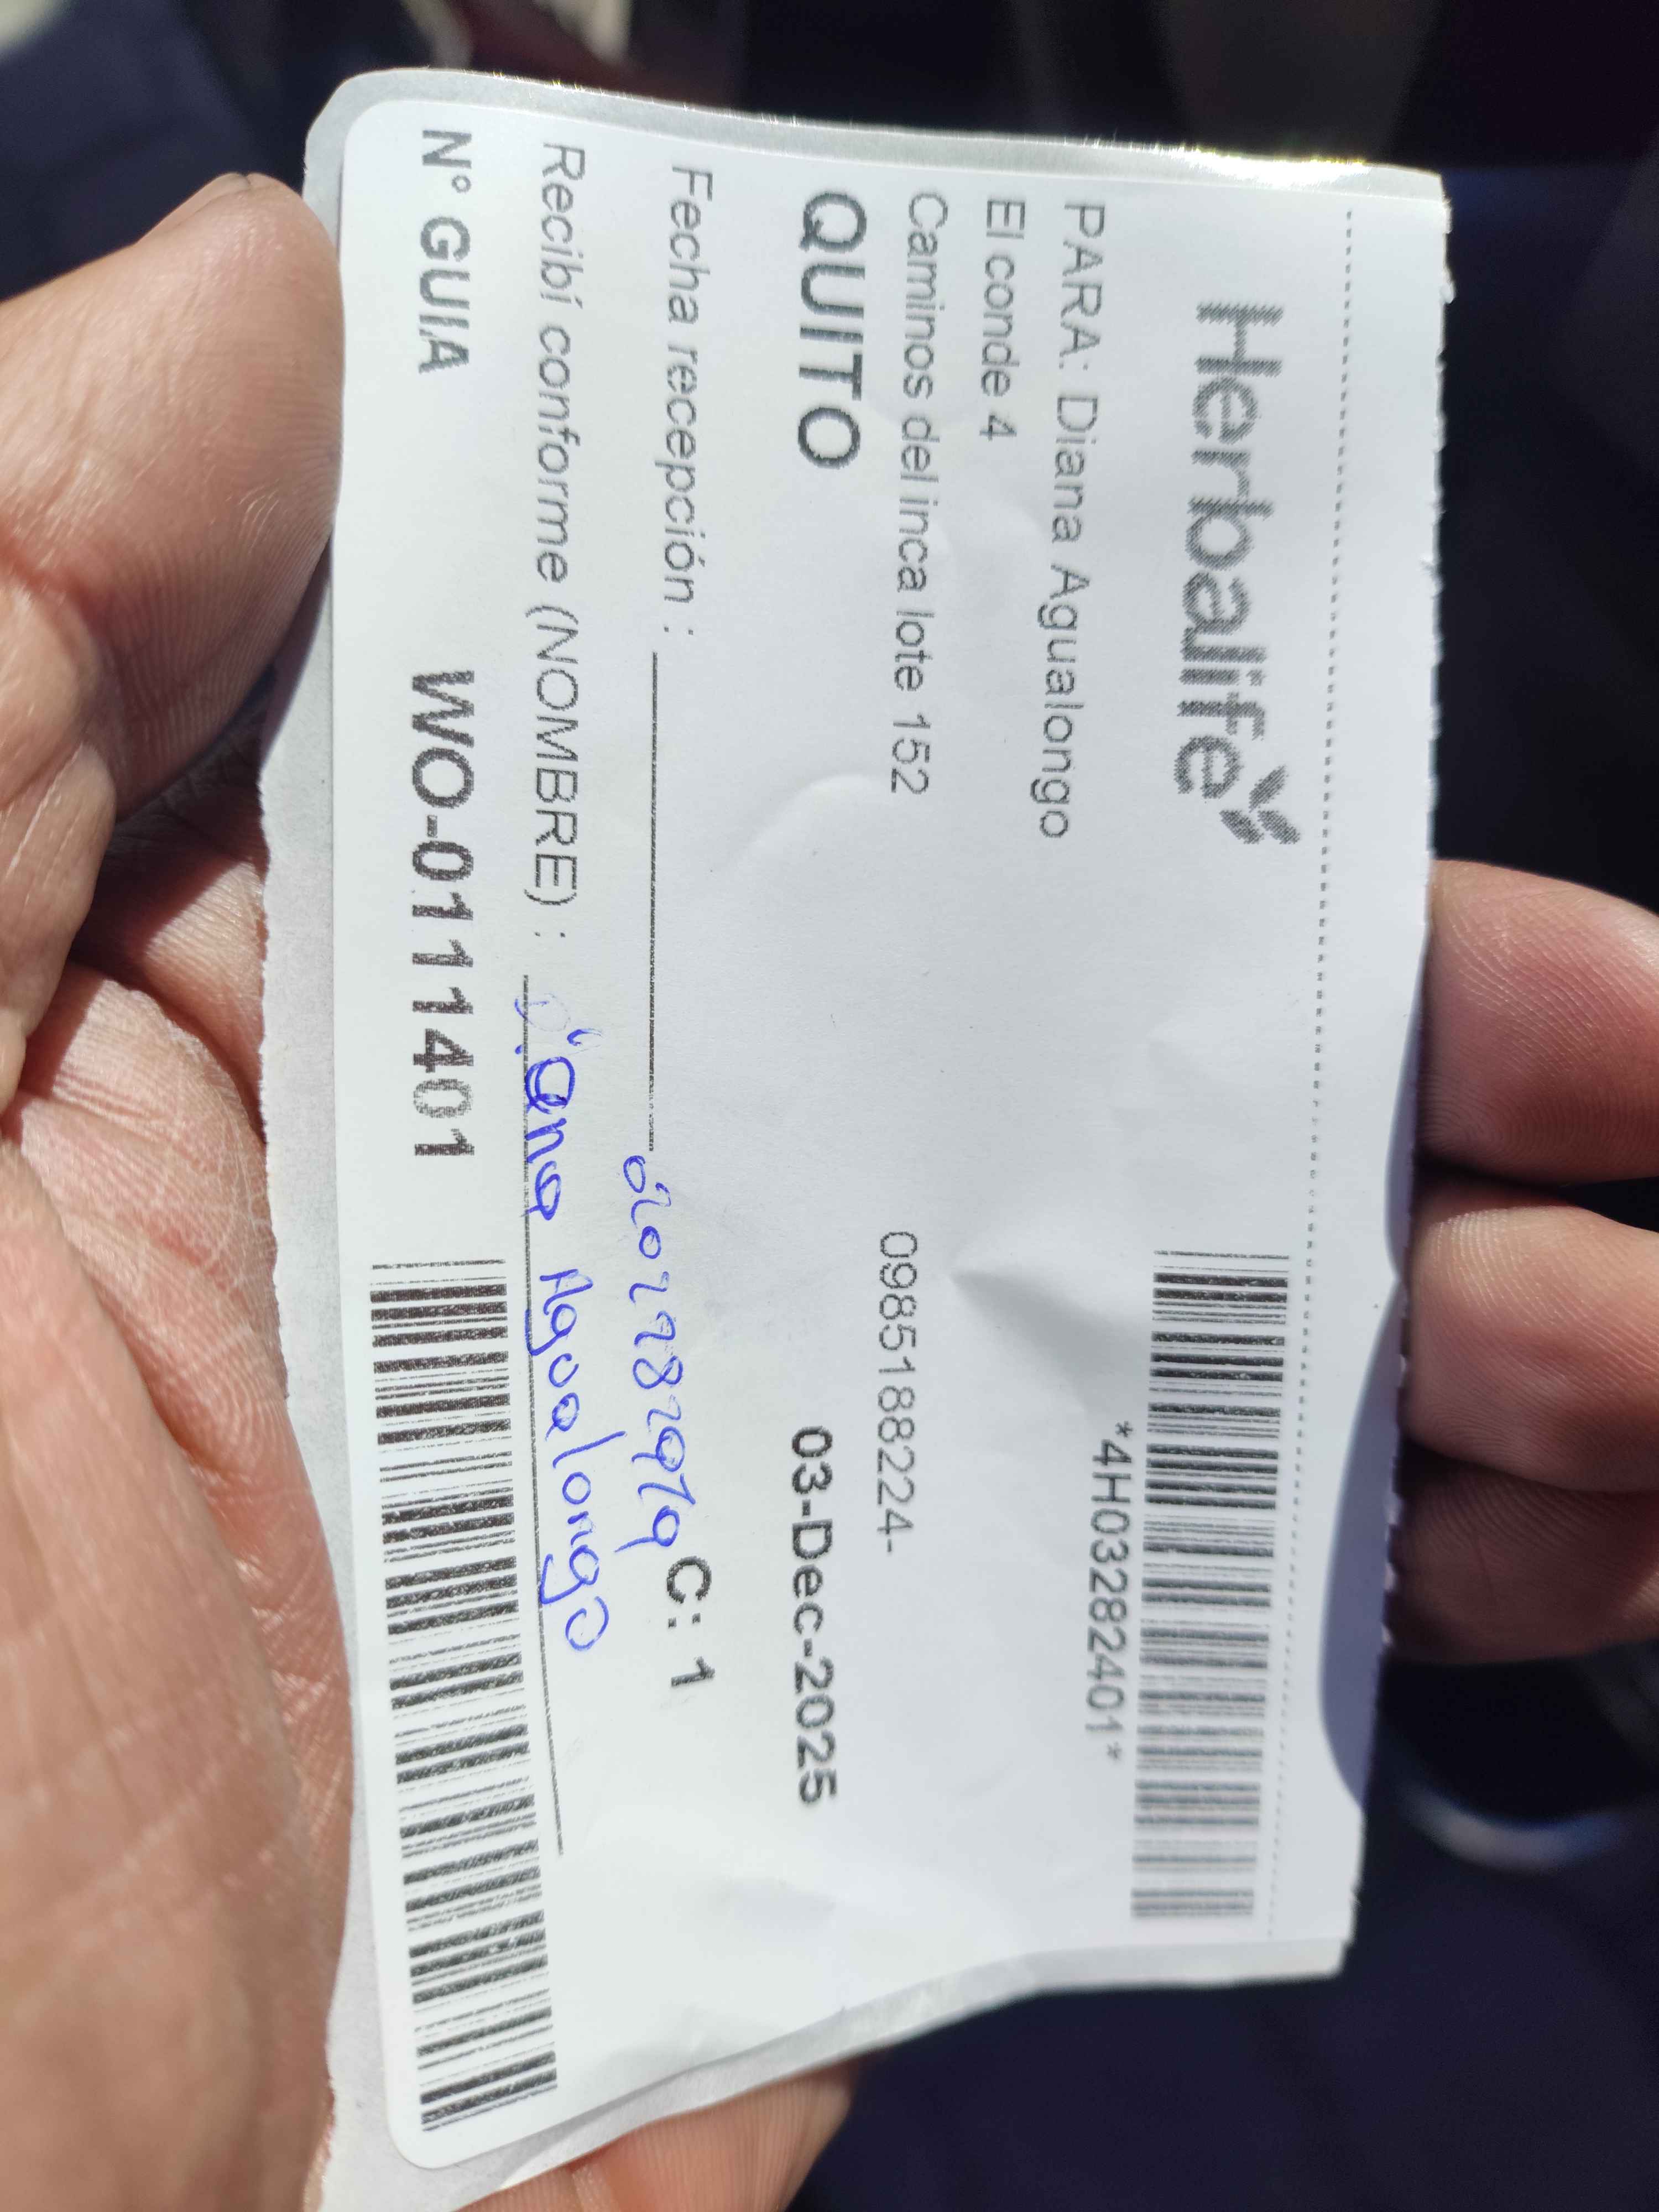 Herbalife
*4H03282401*
PARA: Diana Agualongo
El conde 4
Caminos del inca lote 152 0985188224-
QUITO 03-Dec-2025
Fecha recepción : C: 1
Recibí conforme (NOMBRE) : Diana Agualongo
N° GUIA WO-0111401